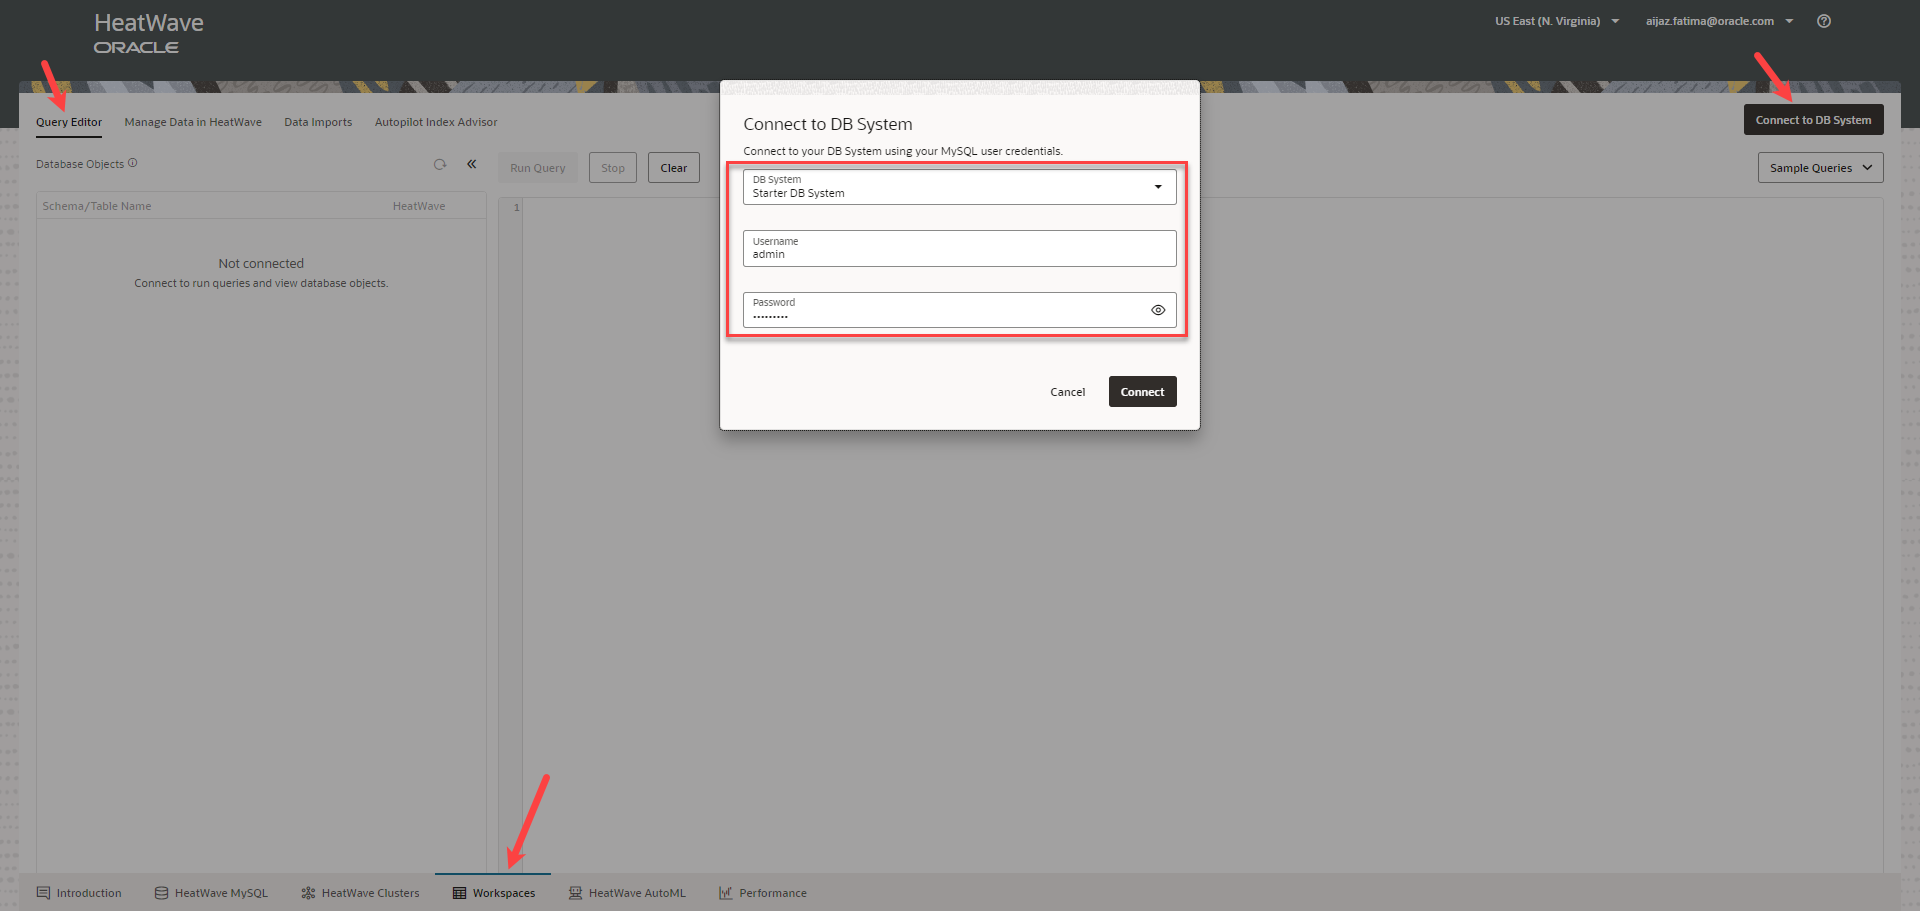 HeatWave
ORACLE
US East (N. Virginia)
aijaz.fatima@oracle.com
Query Editor
Manage Data in HeatWave
Data Imports
Autopilot Index Advisor
Connect to DB System
Database Objects
Run Query
Stop
Clear
Sample Queries
Schema/Table Name
HeatWave
1
Not connected
Connect to run queries and view database objects.
Connect to DB System
Connect to your DB System using your MySQL user credentials.
DB System
Starter DB System
Username
admin
Password
•••••••••
Cancel
Connect
Introduction
HeatWave MySQL
HeatWave Clusters
Workspaces
HeatWave AutoML
Performance